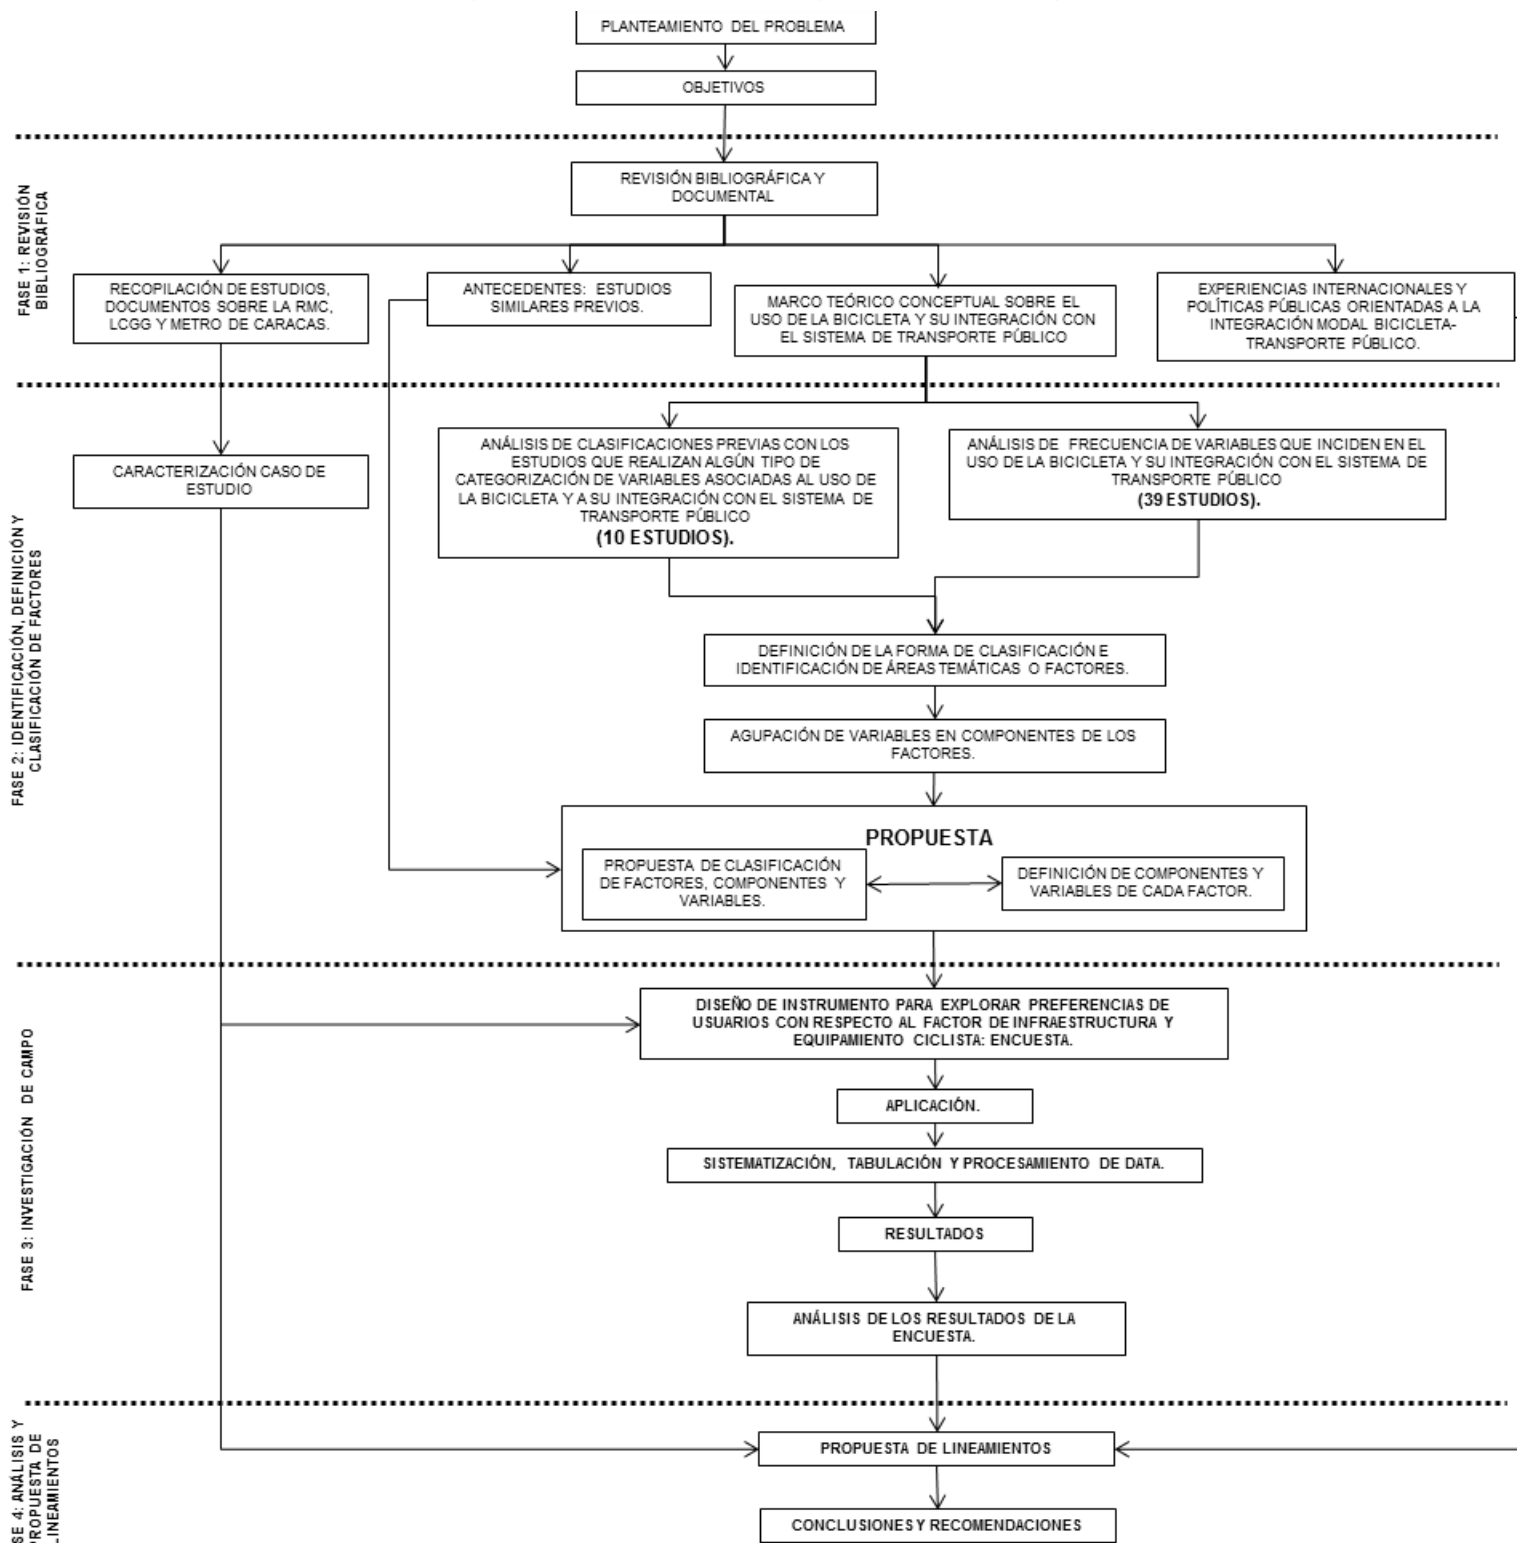 PLANTEAMIENTO DEL PROBLEMA
OBJETIVOS
FASE 1: REVISIÓN
BIBLIOGRÁFICA
REVISIÓN BIBLIOGRÁFICA Y
DOCUMENTAL
RECOPILACIÓN DE ESTUDIOS,
DOCUMENTOS SOBRE LA RMC,
LCGG Y METRO DE CARACAS.
ANTECEDENTES: ESTUDIOS
SIMILARES PREVIOS.
MARCO TEÓRICO CONCEPTUAL SOBRE EL
USO DE LA BICICLETA Y SU INTEGRACIÓN CON
EL SISTEMA DE TRANSPORTE PÚBLICO
EXPERIENCIAS INTERNACIONALES Y
POLÍTICAS PÚBLICAS ORIENTADAS A LA
INTEGRACIÓN MODAL BICICLETA-
TRANSPORTE PÚBLICO.
FASE 2: IDENTIFICACIÓN, DEFINICIÓN Y
CLASIFICACIÓN DE FACTORES
CARACTERIZACIÓN CASO DE
ESTUDIO
ANÁLISIS DE CLASIFICACIONES PREVIAS CON LOS
ESTUDIOS QUE REALIZAN ALGÚN TIPO DE
CATEGORIZACIÓN DE VARIABLES ASOCIADAS AL USO DE
LA BICICLETA Y A SU INTEGRACIÓN CON EL SISTEMA DE
TRANSPORTE PÚBLICO
(10 ESTUDIOS).
ANÁLISIS DE FRECUENCIA DE VARIABLES QUE INCIDEN EN EL
USO DE LA BICICLETA Y SU INTEGRACIÓN CON EL SISTEMA DE
TRANSPORTE PÚBLICO
(39 ESTUDIOS).
DEFINICIÓN DE LA FORMA DE CLASIFICACIÓN E
IDENTIFICACIÓN DE ÁREAS TEMÁTICAS O FACTORES.
AGUPACIÓN DE VARIABLES EN COMPONENTES DE LOS
FACTORES.
PROPUESTA
PROPUESTA DE CLASIFICACIÓN
DE FACTORES, COMPONENTES Y
VARIABLES.
DEFINICIÓN DE COMPONENTES Y
VARIABLES DE CADA FACTOR.
FASE 3: INVESTIGACIÓN DE CAMPO
DISEÑO DE INSTRUMENTO PARA EXPLORAR PREFERENCIAS DE
USUARIOS CON RESPECTO AL FACTOR DE INFRAESTRUCTURA Y
EQUIPAMIENTO CICLISTA: ENCUESTA.
APLICACIÓN.
SISTEMATIZACIÓN, TABULACIÓN Y PROCESAMIENTO DE DATA.
RESULTADOS
ANÁLISIS DE LOS RESULTADOS DE LA
ENCUESTA.
SE 4: ANÁLISIS Y
PROPUESTA DE
LINEAMIENTOS
PROPUESTA DE LINEAMIENTOS
CONCLUSIONES Y RECOMENDACIONES